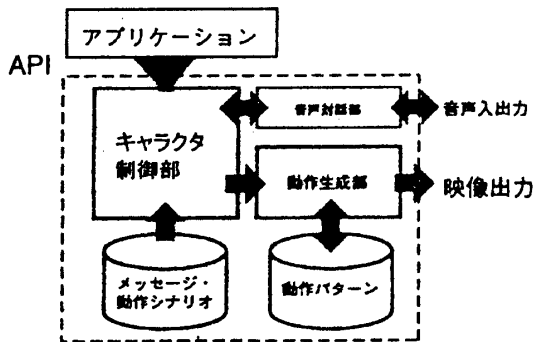 アプリケーション
API
キャラクタ
制御部
音声対話部
音声入出力
動作生成部
映像出力
メッセージ・
動作シナリオ
動作パターン